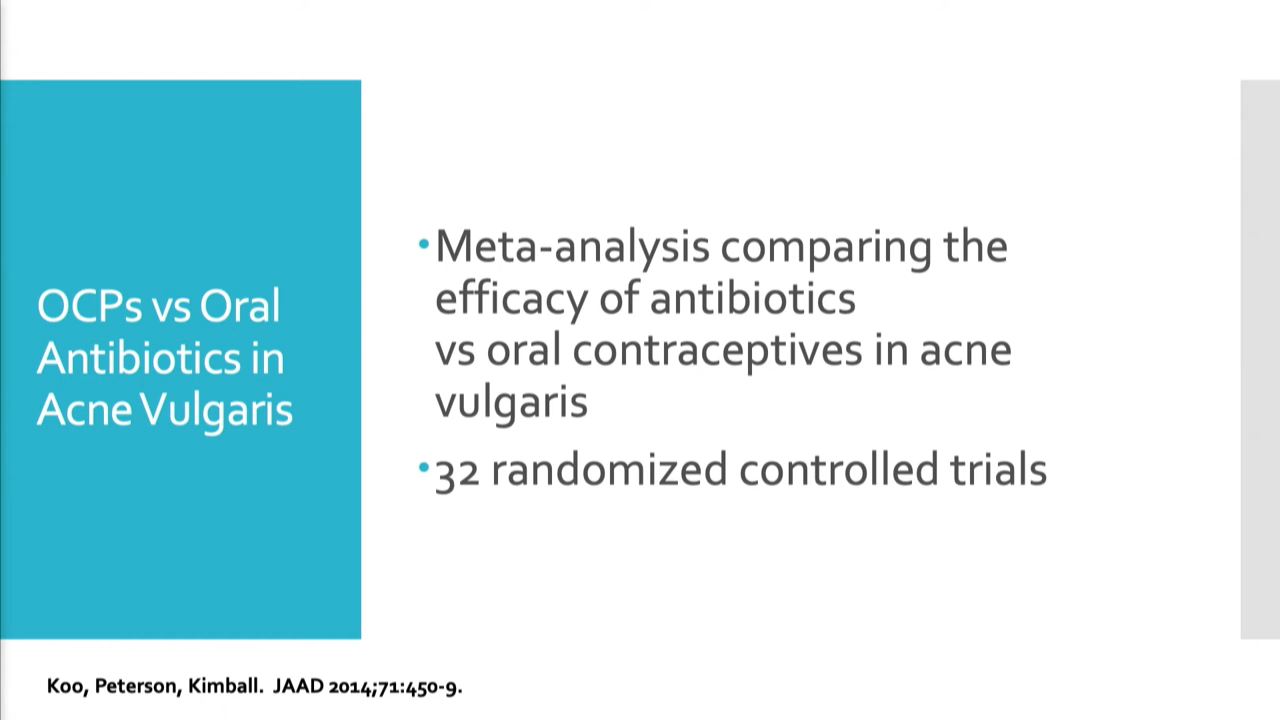 OCPs vs Oral
Antibiotics in
Acne Vulgaris
•Meta-analysis comparing the
efficacy of antibiotics
vs oral contraceptives in acne
vulgaris
•32 randomized controlled trials
Koo, Peterson, Kimball. JAAD 2014;71:450-9.